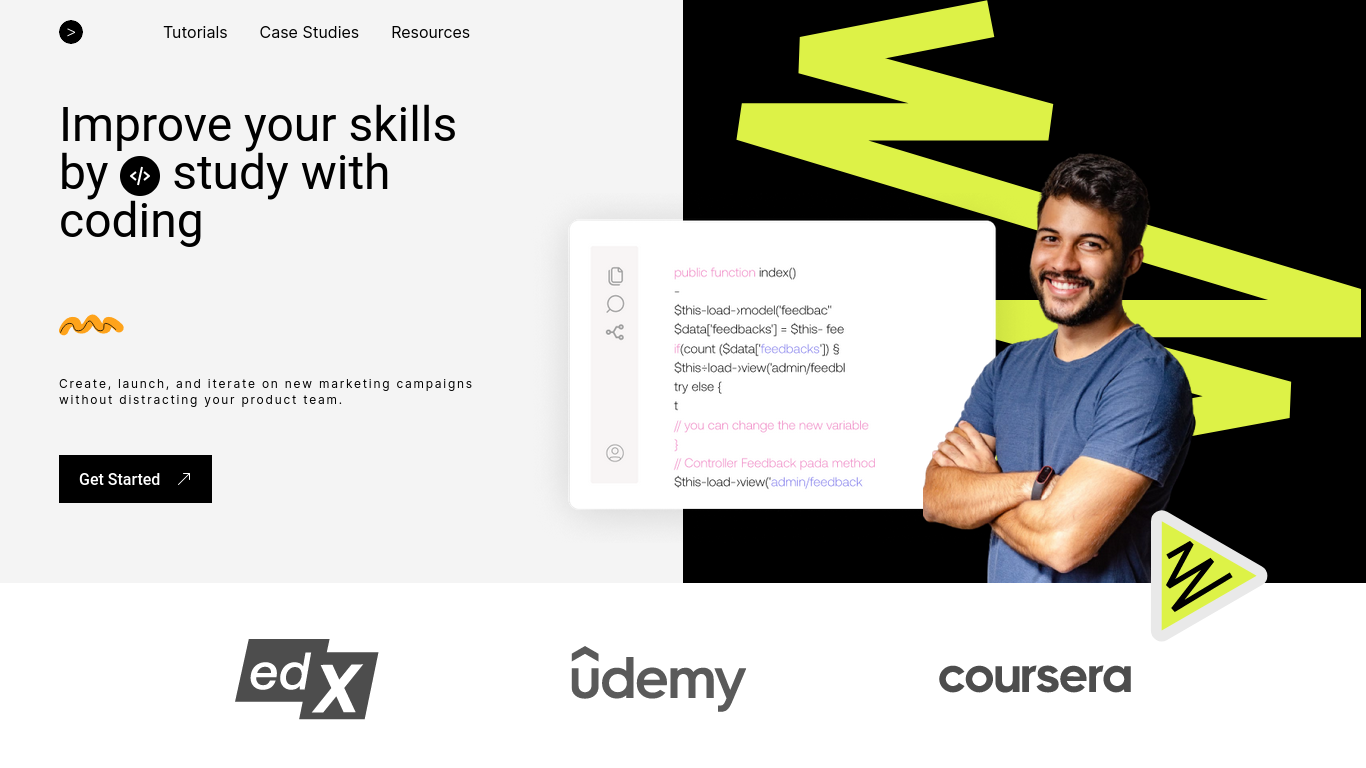 >
Tutorials
Case Studies
Resources
Improve your skills
by </> study with
coding
Create, launch, and iterate on new marketing campaigns
without distracting your product team.
Get Started
public function index()
-
$this-load->model('feedbac"
$data['feedbacks'] = $this- fee
if(count ($data['feedbacks']) §
$this÷load->view('admin/feedbl
try else {
t
// you can change the new variable
}
// Controller Feedback pada method
$this-load->view('admin/feedback
edX
ûdemy
coursera